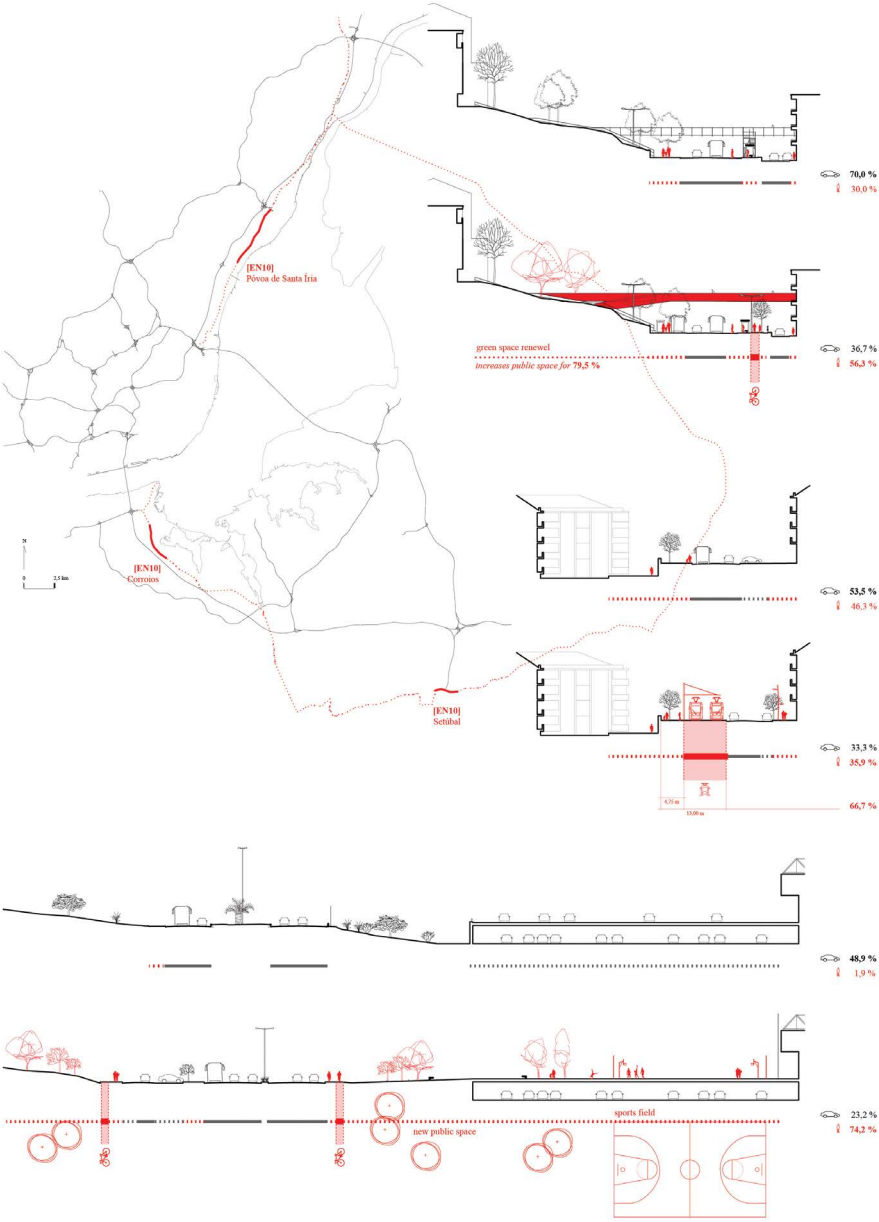 70,0 %
30,0 %
[EN10]
Póvoa de Santa Íria
green space renewel
increases public space for 79,5 %
36,7 %
56,3 %
N
0 2,5 km
[EN10]
Corroios
53,5 %
46,3 %
[EN10]
Setúbal
33,3 %
35,9 %
4,75 m
13,00 m
66,7 %
48,9 %
1,9 %
sports field
new public space
23,2 %
74,2 %